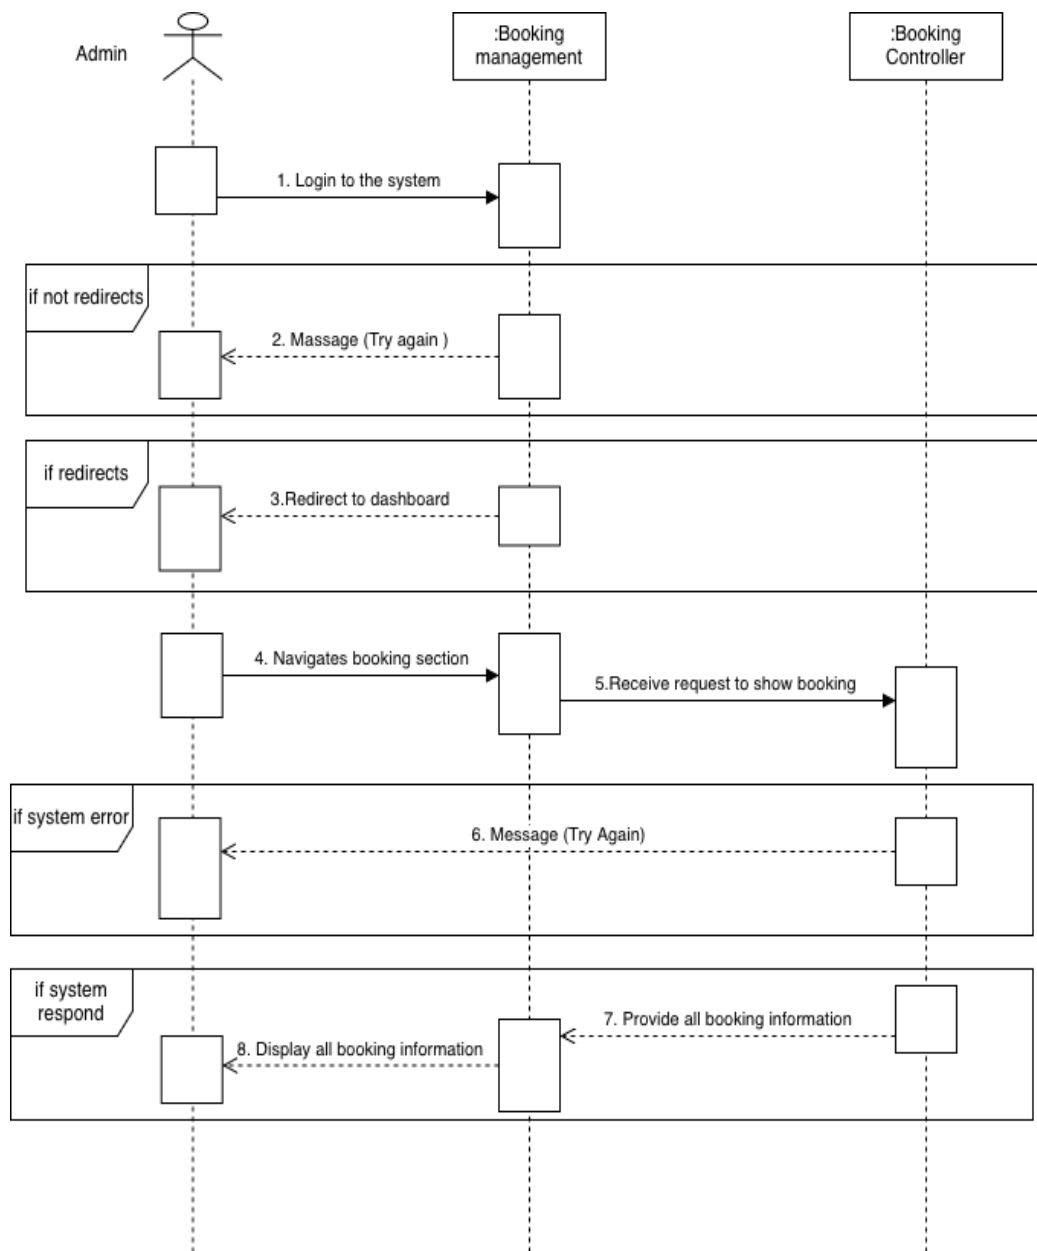 Admin
:Booking
management
:Booking
Controller
1. Login to the system
if not redirects
2. Massage (Try again )
if redirects
3.Redirect to dashboard
4. Navigates booking section
5.Receive request to show booking
if system error
6. Message (Try Again)
if system
respond
7. Provide all booking information
8. Display all booking information